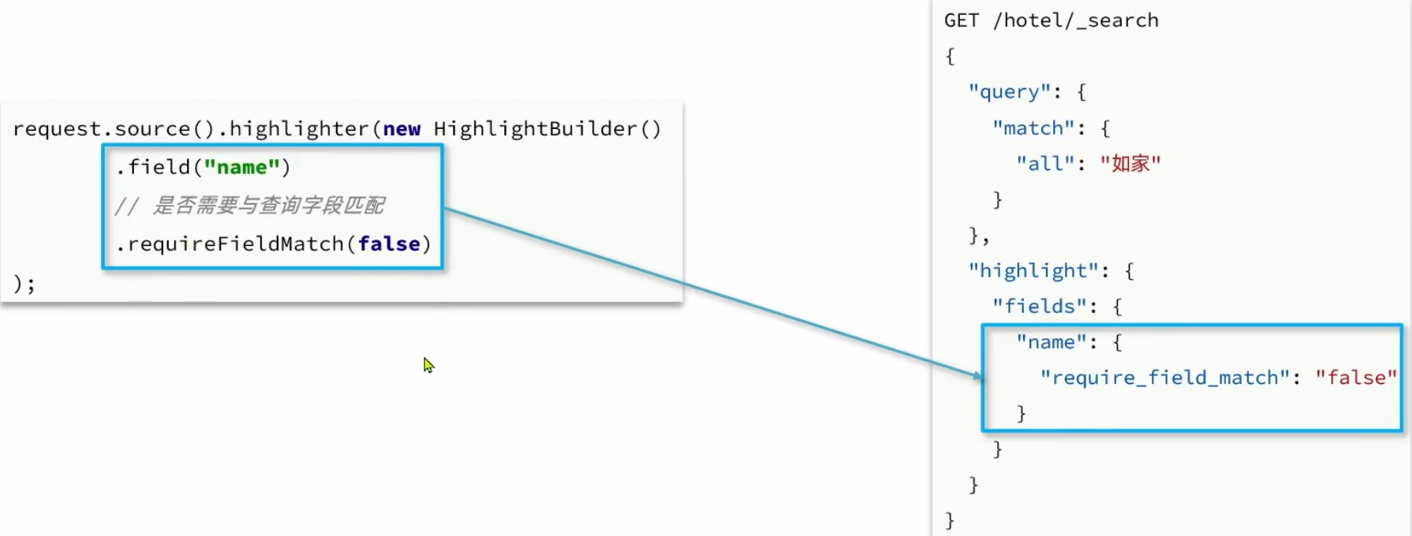 request.source().highlighter(new HighlightBuilder()
.field("name")
// 是否需要与查询字段匹配
.requireFieldMatch(false)
);
GET /hotel/_search
{
"query": {
"match": {
"all": "如家"
}
},
"highlight": {
"fields": {
"name": {
"require_field_match": "false"
}
}
}
}